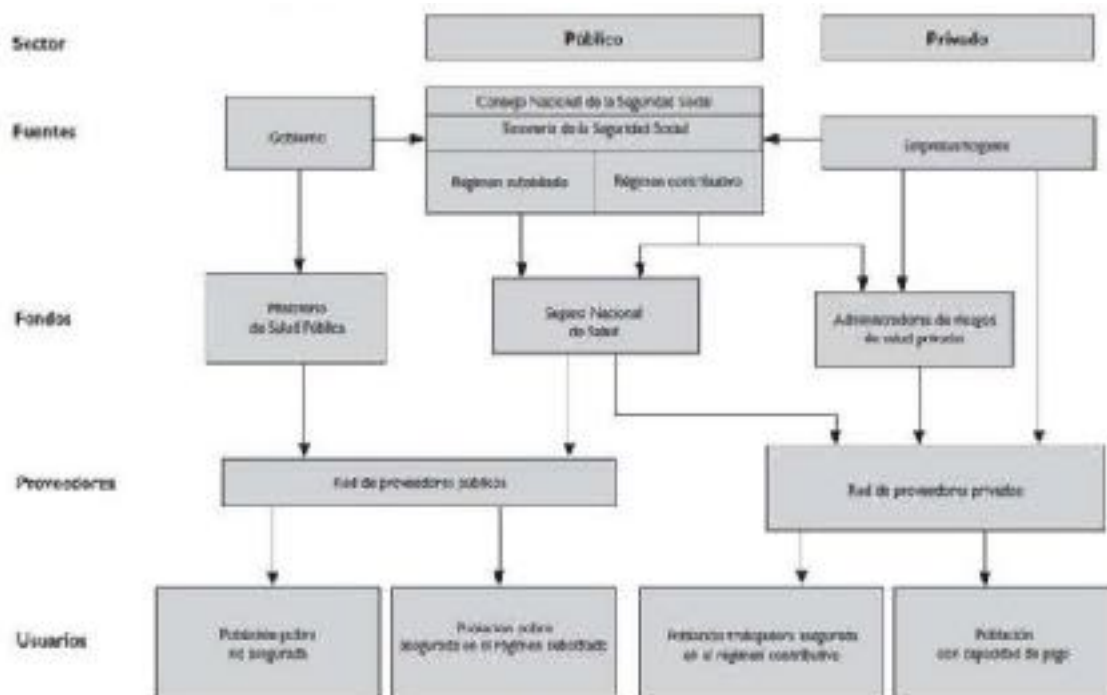 Sector
Público
Privado
Fuentes
Gobierno
Consejo Nacional de la Seguridad Social
Tesorería de la Seguridad Social
Régimen subsidiado
Régimen contributivo
Empresas/hogares
Fondos
Ministerio
de Salud Pública
Seguro Nacional
de Salud
Administradoras de riesgos
de salud privadas
Proveedores
Red de proveedores públicos
Red de proveedores privados
Usuarios
Población pobre
no asegurada
Población pobre
asegurada en el régimen subsidiado
Población trabajadora asegurada
en el régimen contributivo
Población
con capacidad de pago